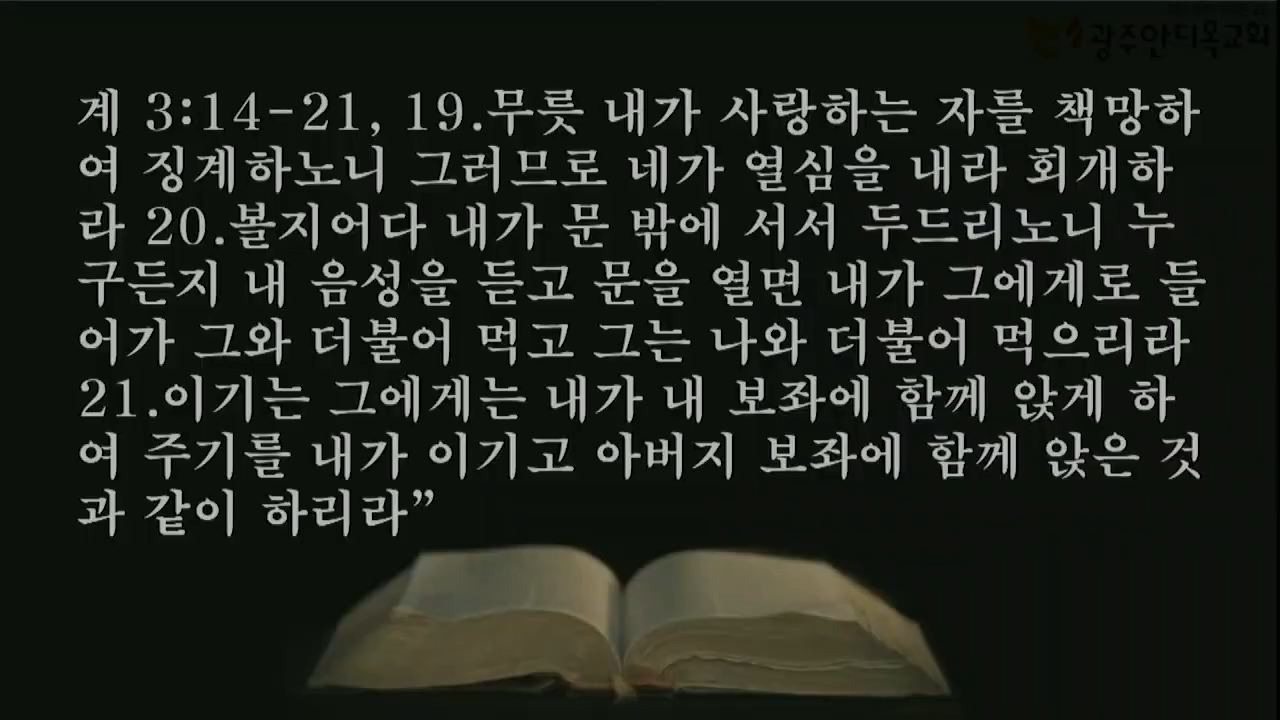 광주안디옥교회
계 3:14-21, 19.무릇 내가 사랑하는 자를 책망하
여 징계하노니 그러므로 네가 열심을 내라 회개하
라 20.볼지어다 내가 문 밖에 서서 두드리노니 누
구든지 내 음성을 듣고 문을 열면 내가 그에게로 들
어가 그와 더불어 먹고 그는 나와 더불어 먹으리라
21.이기는 그에게는 내가 내 보좌에 함께 앉게 하
여 주기를 내가 이기고 아버지 보좌에 함께 앉은 것
과 같이 하리라”